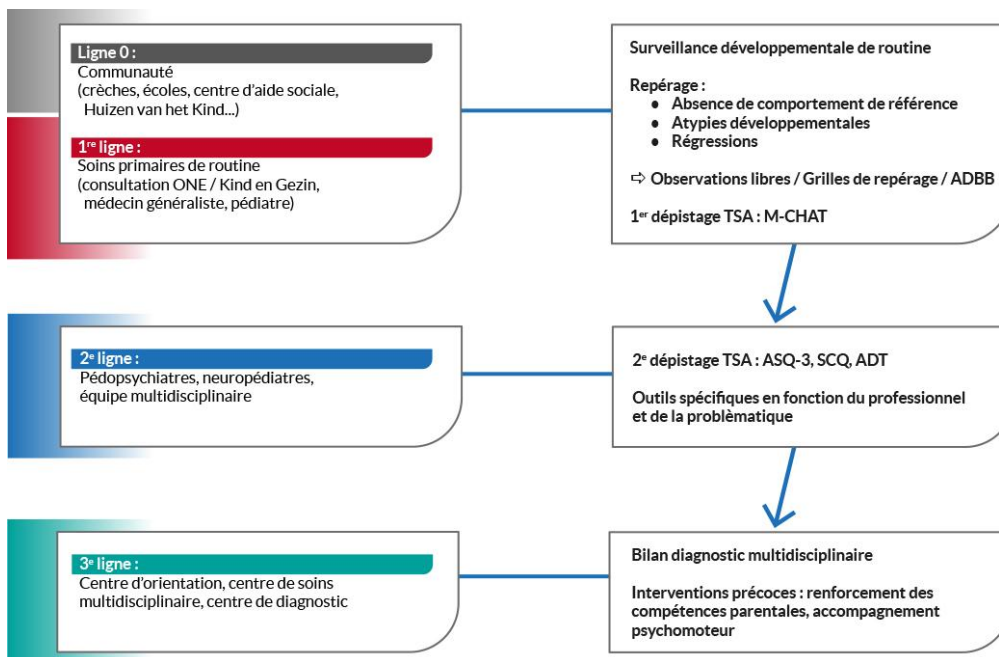 Ligne 0 :
Communauté
(crèches, écoles, centre d'aide sociale,
Huizen van het Kind...)
1re ligne :
Soins primaires de routine
(consultation ONE / Kind en Gezin,
médecin généraliste, pédiatre)
Surveillance développementale de routine
Repérage :
● Absence de comportement de référence
● Atypies développementales
● Régressions
⇨ Observations libres / Grilles de repérage / ADBB
1er dépistage TSA : M-CHAT
2e ligne :
Pédopsychiatres, neuropédiatres,
équipe multidisciplinaire
2e dépistage TSA : ASQ-3, SCQ, ADT
Outils spécifiques en fonction du professionnel
et de la problèmatique
3e ligne :
Centre d'orientation, centre de soins
multidisciplinaire, centre de diagnostic
Bilan diagnostic multidisciplinaire
Interventions précoces : renforcement des
compétences parentales, accompagnement
psychomoteur